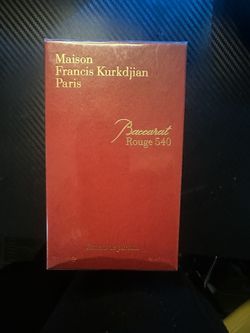 Maison
Francis Kurkdjian
Paris
Baccarat
Rouge 540